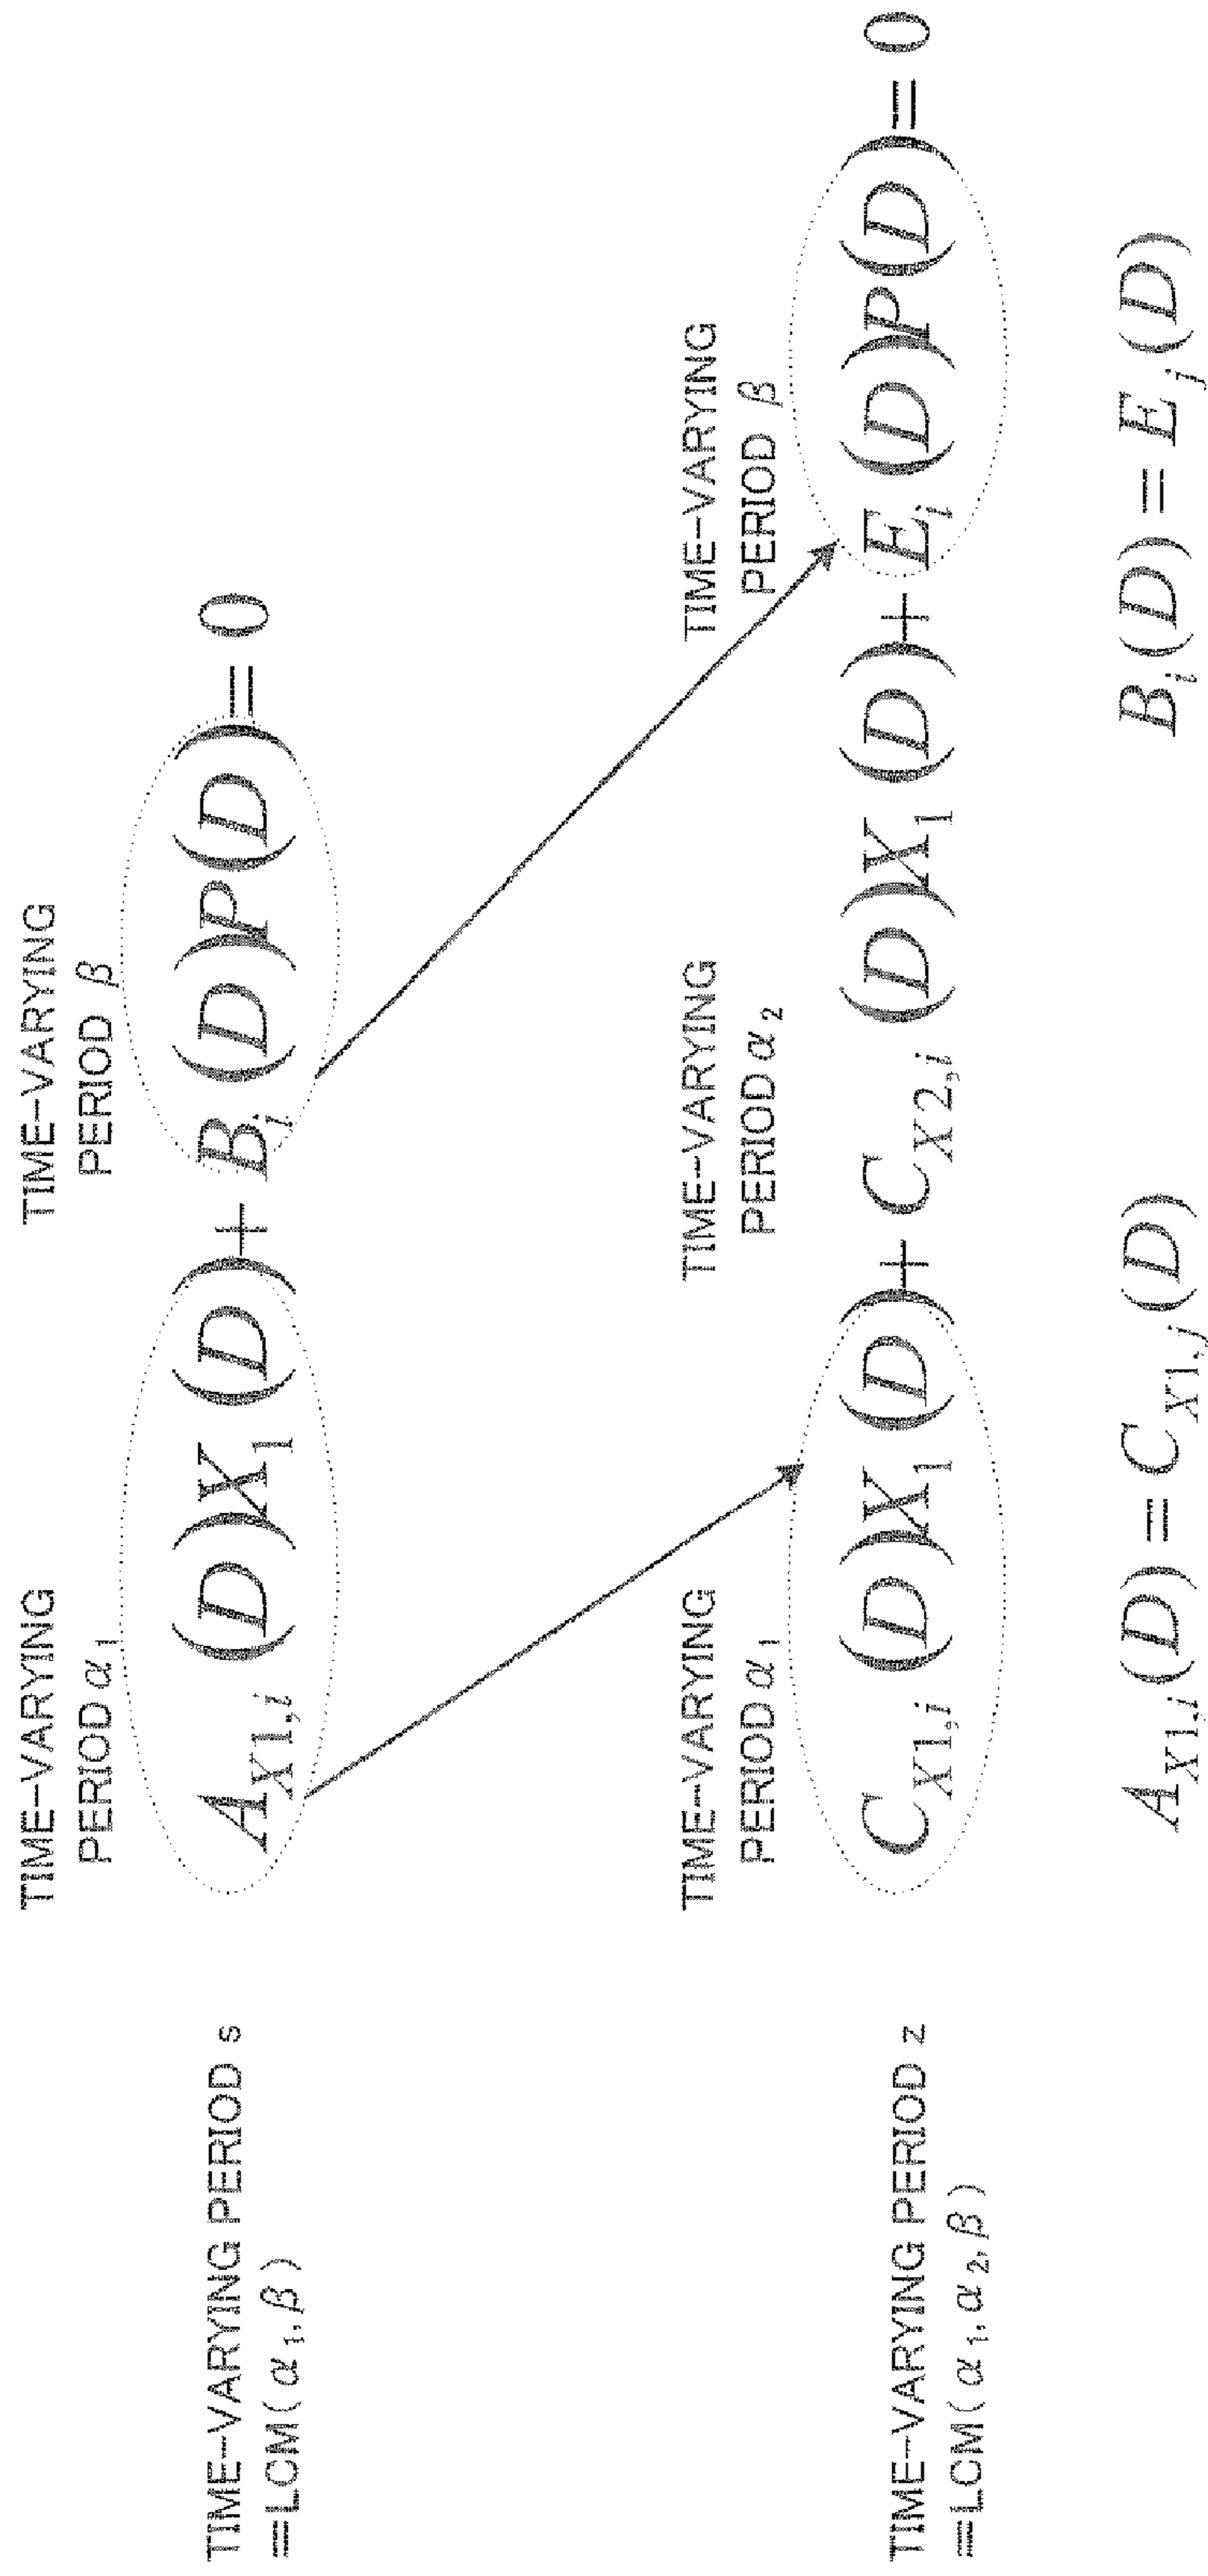 TIME-VARYING PERIOD s
=LCM( α₁, β )
TIME-VARYING
PERIOD α₁
TIME-VARYING
PERIOD β
A_{X1,i} (D)X₁(D)+ B_i (D)P(D)= 0
TIME-VARYING PERIOD z
=LCM( α₁, α₂, β )
TIME-VARYING
PERIOD α₁
TIME-VARYING
PERIOD α₂
TIME-VARYING
PERIOD β
C_{X1,i} (D)X₁(D)+ C_{X2,i} (D)X₁(D)+ E_i (D)P(D)= 0
A_{X1,i}(D) = C_{X1,j}(D)
B_i(D) = E_j(D)